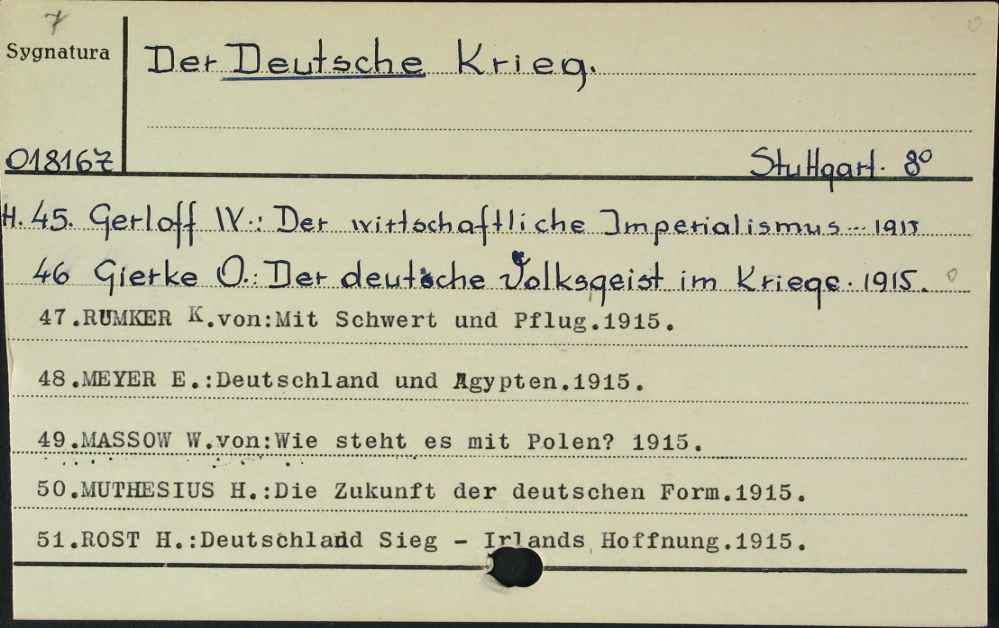 7
Sygnatura
Der Deutsche Krieg.
018167
Stuttgart. 8°
H. 45. Gerloff W.: Der wirtschaftliche Imperialismus ... 1915
46 Gierke O.: Der deutsche Volksgeist im Kriege. 1915.
47.RUMKER K.von:Mit Schwert und Pflug.1915.
48.MEYER E.:Deutschland und Agypten.1915.
49.MASSOW W.von:Wie steht es mit Polen? 1915.
50.MUTHESIUS H.:Die Zukunft der deutschen Form.1915.
51.ROST H.:Deutschland Sieg - Irlands Hoffnung.1915.